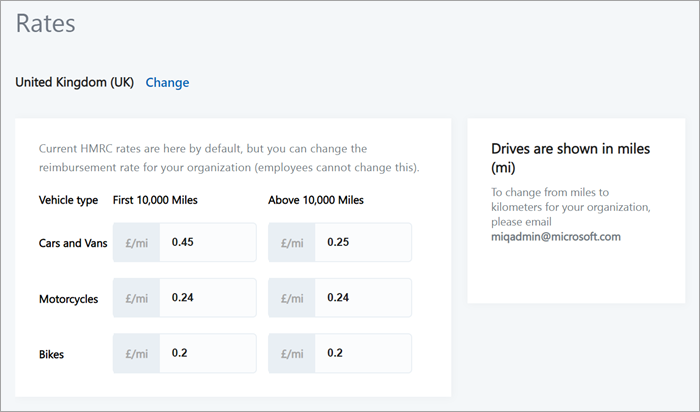 Rates
United Kingdom (UK) Change
Current HMRC rates are here by default, but you can change the
reimbursement rate for your organization (employees cannot change this).
Vehicle type First 10,000 Miles Above 10,000 Miles
Cars and Vans £/mi 0.45 £/mi 0.25
Motorcycles £/mi 0.24 £/mi 0.24
Bikes £/mi 0.2 £/mi 0.2
Drives are shown in miles
(mi)
To change from miles to
kilometers for your organization,
please email
miqadmin@microsoft.com